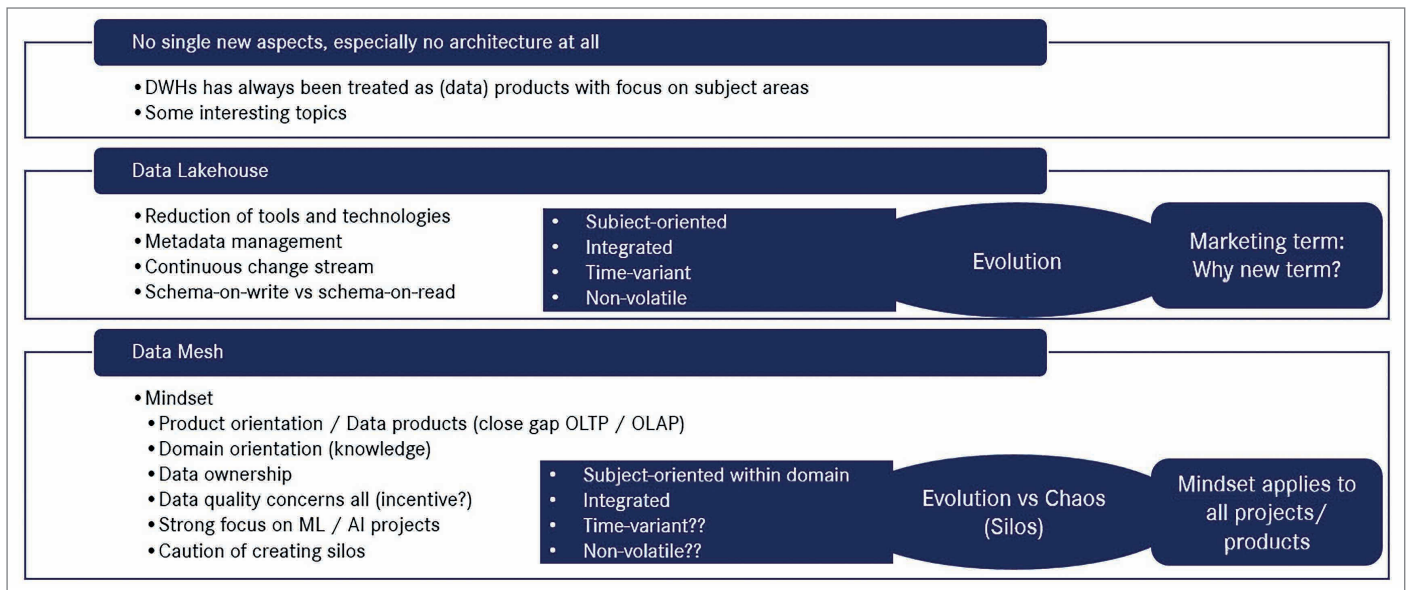 No single new aspects, especially no architecture at all
•DWHs has always been treated as (data) products with focus on subject areas
•Some interesting topics
Data Lakehouse
•Reduction of tools and technologies
•Metadata management
•Continuous change stream
•Schema-on-write vs schema-on-read
• Subject-oriented
• Integrated
• Time-variant
• Non-volatile
Evolution
Marketing term:
Why new term?
Data Mesh
•Mindset
•Product orientation / Data products (close gap OLTP / OLAP)
•Domain orientation (knowledge)
•Data ownership
•Data quality concerns all (incentive?)
•Strong focus on ML / AI projects
•Caution of creating silos
• Subject-oriented within domain
• Integrated
• Time-variant??
• Non-volatile??
Evolution vs Chaos
(Silos)
Mindset applies to
all projects/
products